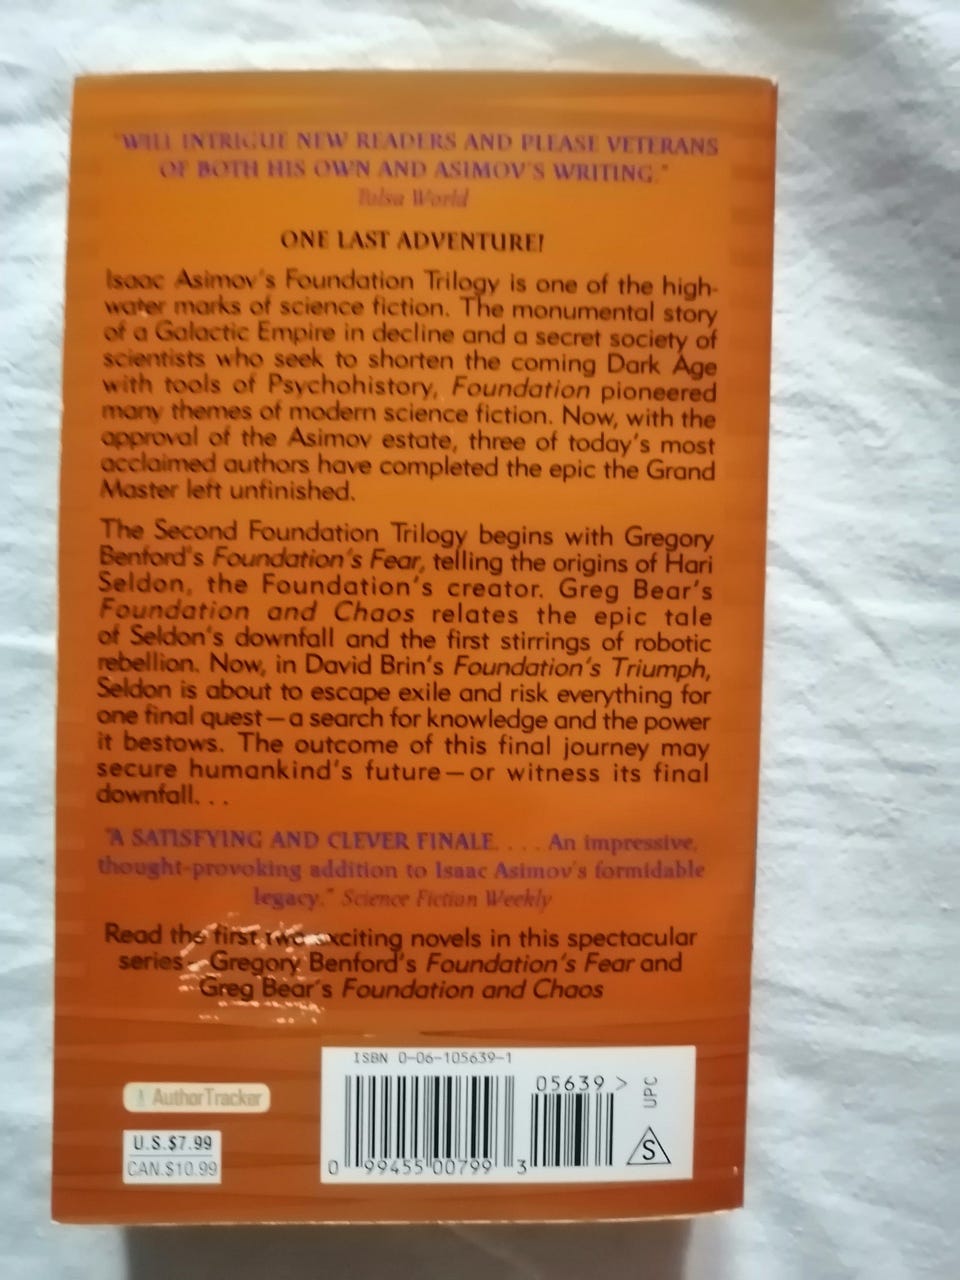 "WILL INTRIGUE NEW READERS AND PLEASE VETERANS
OF BOTH HIS OWN AND ASIMOV'S WRITING."
Tulsa World
ONE LAST ADVENTURE!
Isaac Asimov's Foundation Trilogy is one of the high-
water marks of science fiction. The monumental story
of a Galactic Empire in decline and a secret society of
scientists who seek to shorten the coming Dark Age
with tools of Psychohistory, Foundation pioneered
many themes of modern science fiction. Now, with the
approval of the Asimov estate, three of today's most
acclaimed authors have completed the epic the Grand
Master left unfinished.
The Second Foundation Trilogy begins with Gregory
Benford's Foundation's Fear, telling the origins of Hari
Seldon, the Foundation's creator. Greg Bear's
Foundation and Chaos relates the epic tale
of Seldon's downfall and the first stirrings of robotic
rebellion. Now, in David Brin's Foundation's Triumph,
Seldon is about to escape exile and risk everything for
one final quest—a search for knowledge and the power
it bestows. The outcome of this final journey may
secure humankind's future—or witness its final
downfall. . .
"A SATISFYING AND CLEVER FINALE. . . . An impressive,
thought-provoking addition to Isaac Asimov's formidable
legacy." Science Fiction Weekly
Read the first two exciting novels in this spectacular
series—Gregory Benford's Foundation's Fear and
Greg Bear's Foundation and Chaos
ISBN 0-06-105639-1
05639 >
UPC
S
AuthorTracker
U.S.$7.99
CAN.$10.99
0 99455 00799 3